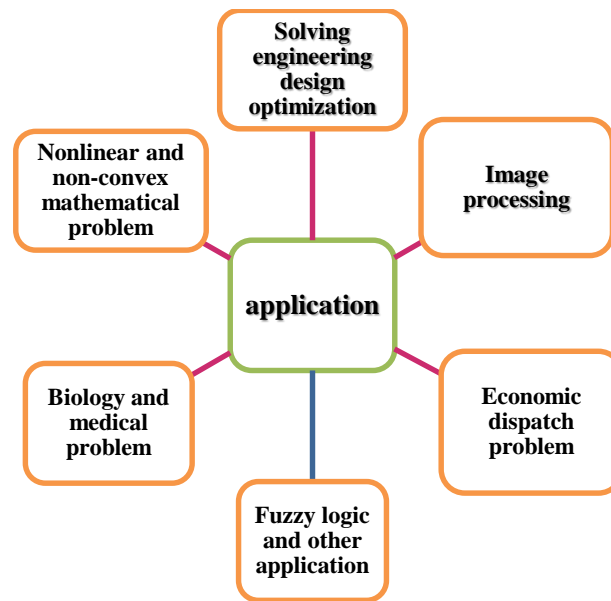 Solving
engineering
design
optimization
Nonlinear and
non-convex
mathematical
problem
Image
processing
application
Biology and
medical
problem
Economic
dispatch
problem
Fuzzy logic
and other
application